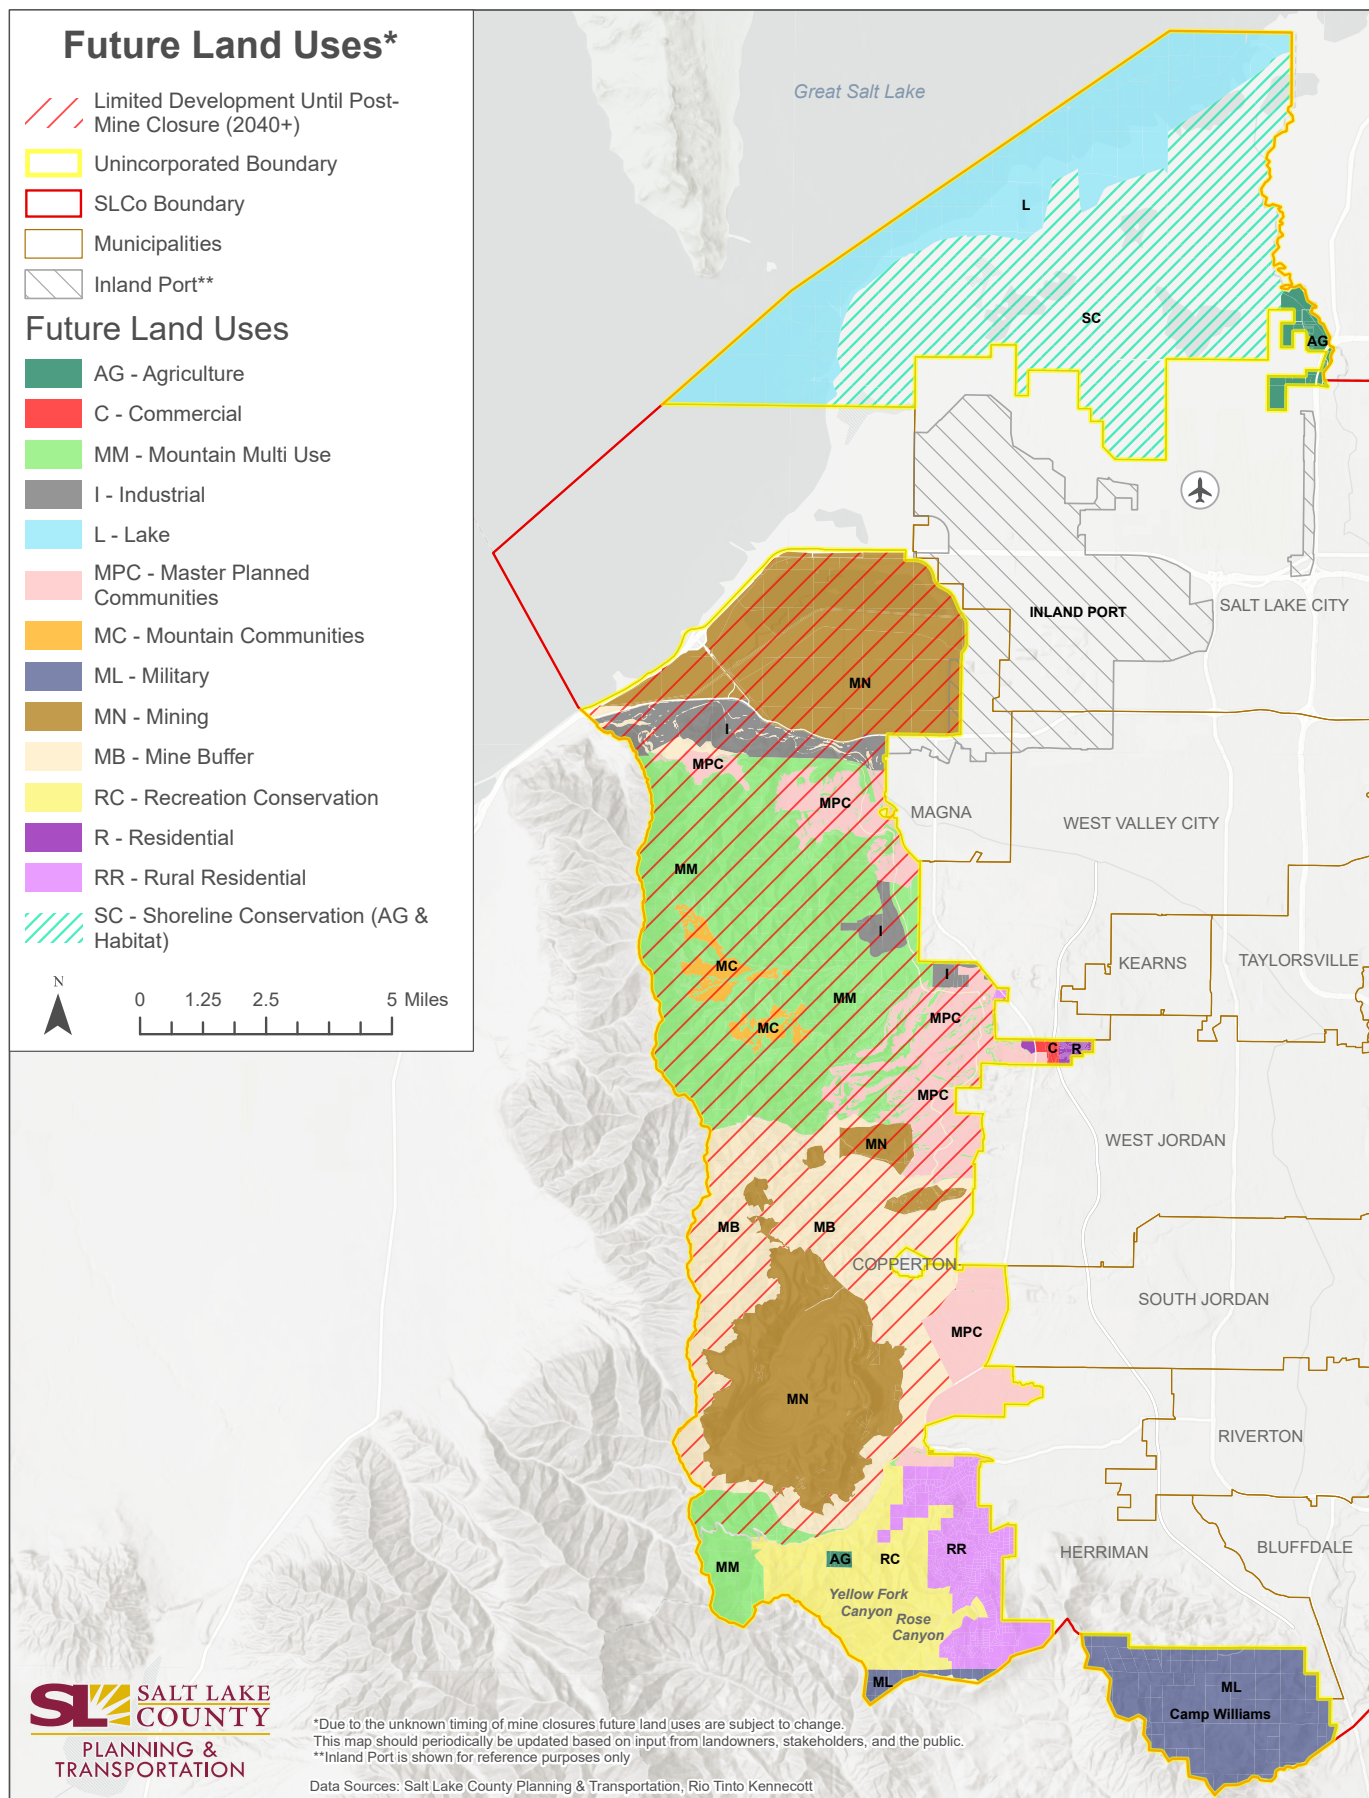 Future Land Uses*
Limited Development Until Post-
Mine Closure (2040+)
Unincorporated Boundary
SLCo Boundary
Municipalities
Inland Port**
Future Land Uses
AG - Agriculture
C - Commercial
MM - Mountain Multi Use
I - Industrial
L - Lake
MPC - Master Planned
Communities
MC - Mountain Communities
ML - Military
MN - Mining
MB - Mine Buffer
RC - Recreation Conservation
R - Residential
RR - Rural Residential
SC - Shoreline Conservation (AG &
Habitat)
N
0 1.25 2.5 5 Miles
Great Salt Lake
L
SC
AG
INLAND PORT
SALT LAKE CITY
MN
I
MPC
MPC
MAGNA
WEST VALLEY CITY
MM
I
MC
I
KEARNS
TAYLORSVILLE
MM
MC
MPC
C
R
MPC
MN
WEST JORDAN
MB
MB
COPPERTON
SOUTH JORDAN
MPC
MN
RIVERTON
HERRIMAN
BLUFFDALE
MM
AG
RC
RR
Yellow Fork
Canyon
Rose
Canyon
ML
ML
Camp Williams
SL
SALT LAKE
COUNTY
PLANNING &
TRANSPORTATION
*Due to the unknown timing of mine closures future land uses are subject to change.
This map should periodically be updated based on input from landowners, stakeholders, and the public.
**Inland Port is shown for reference purposes only
Data Sources: Salt Lake County Planning & Transportation, Rio Tinto Kennecott